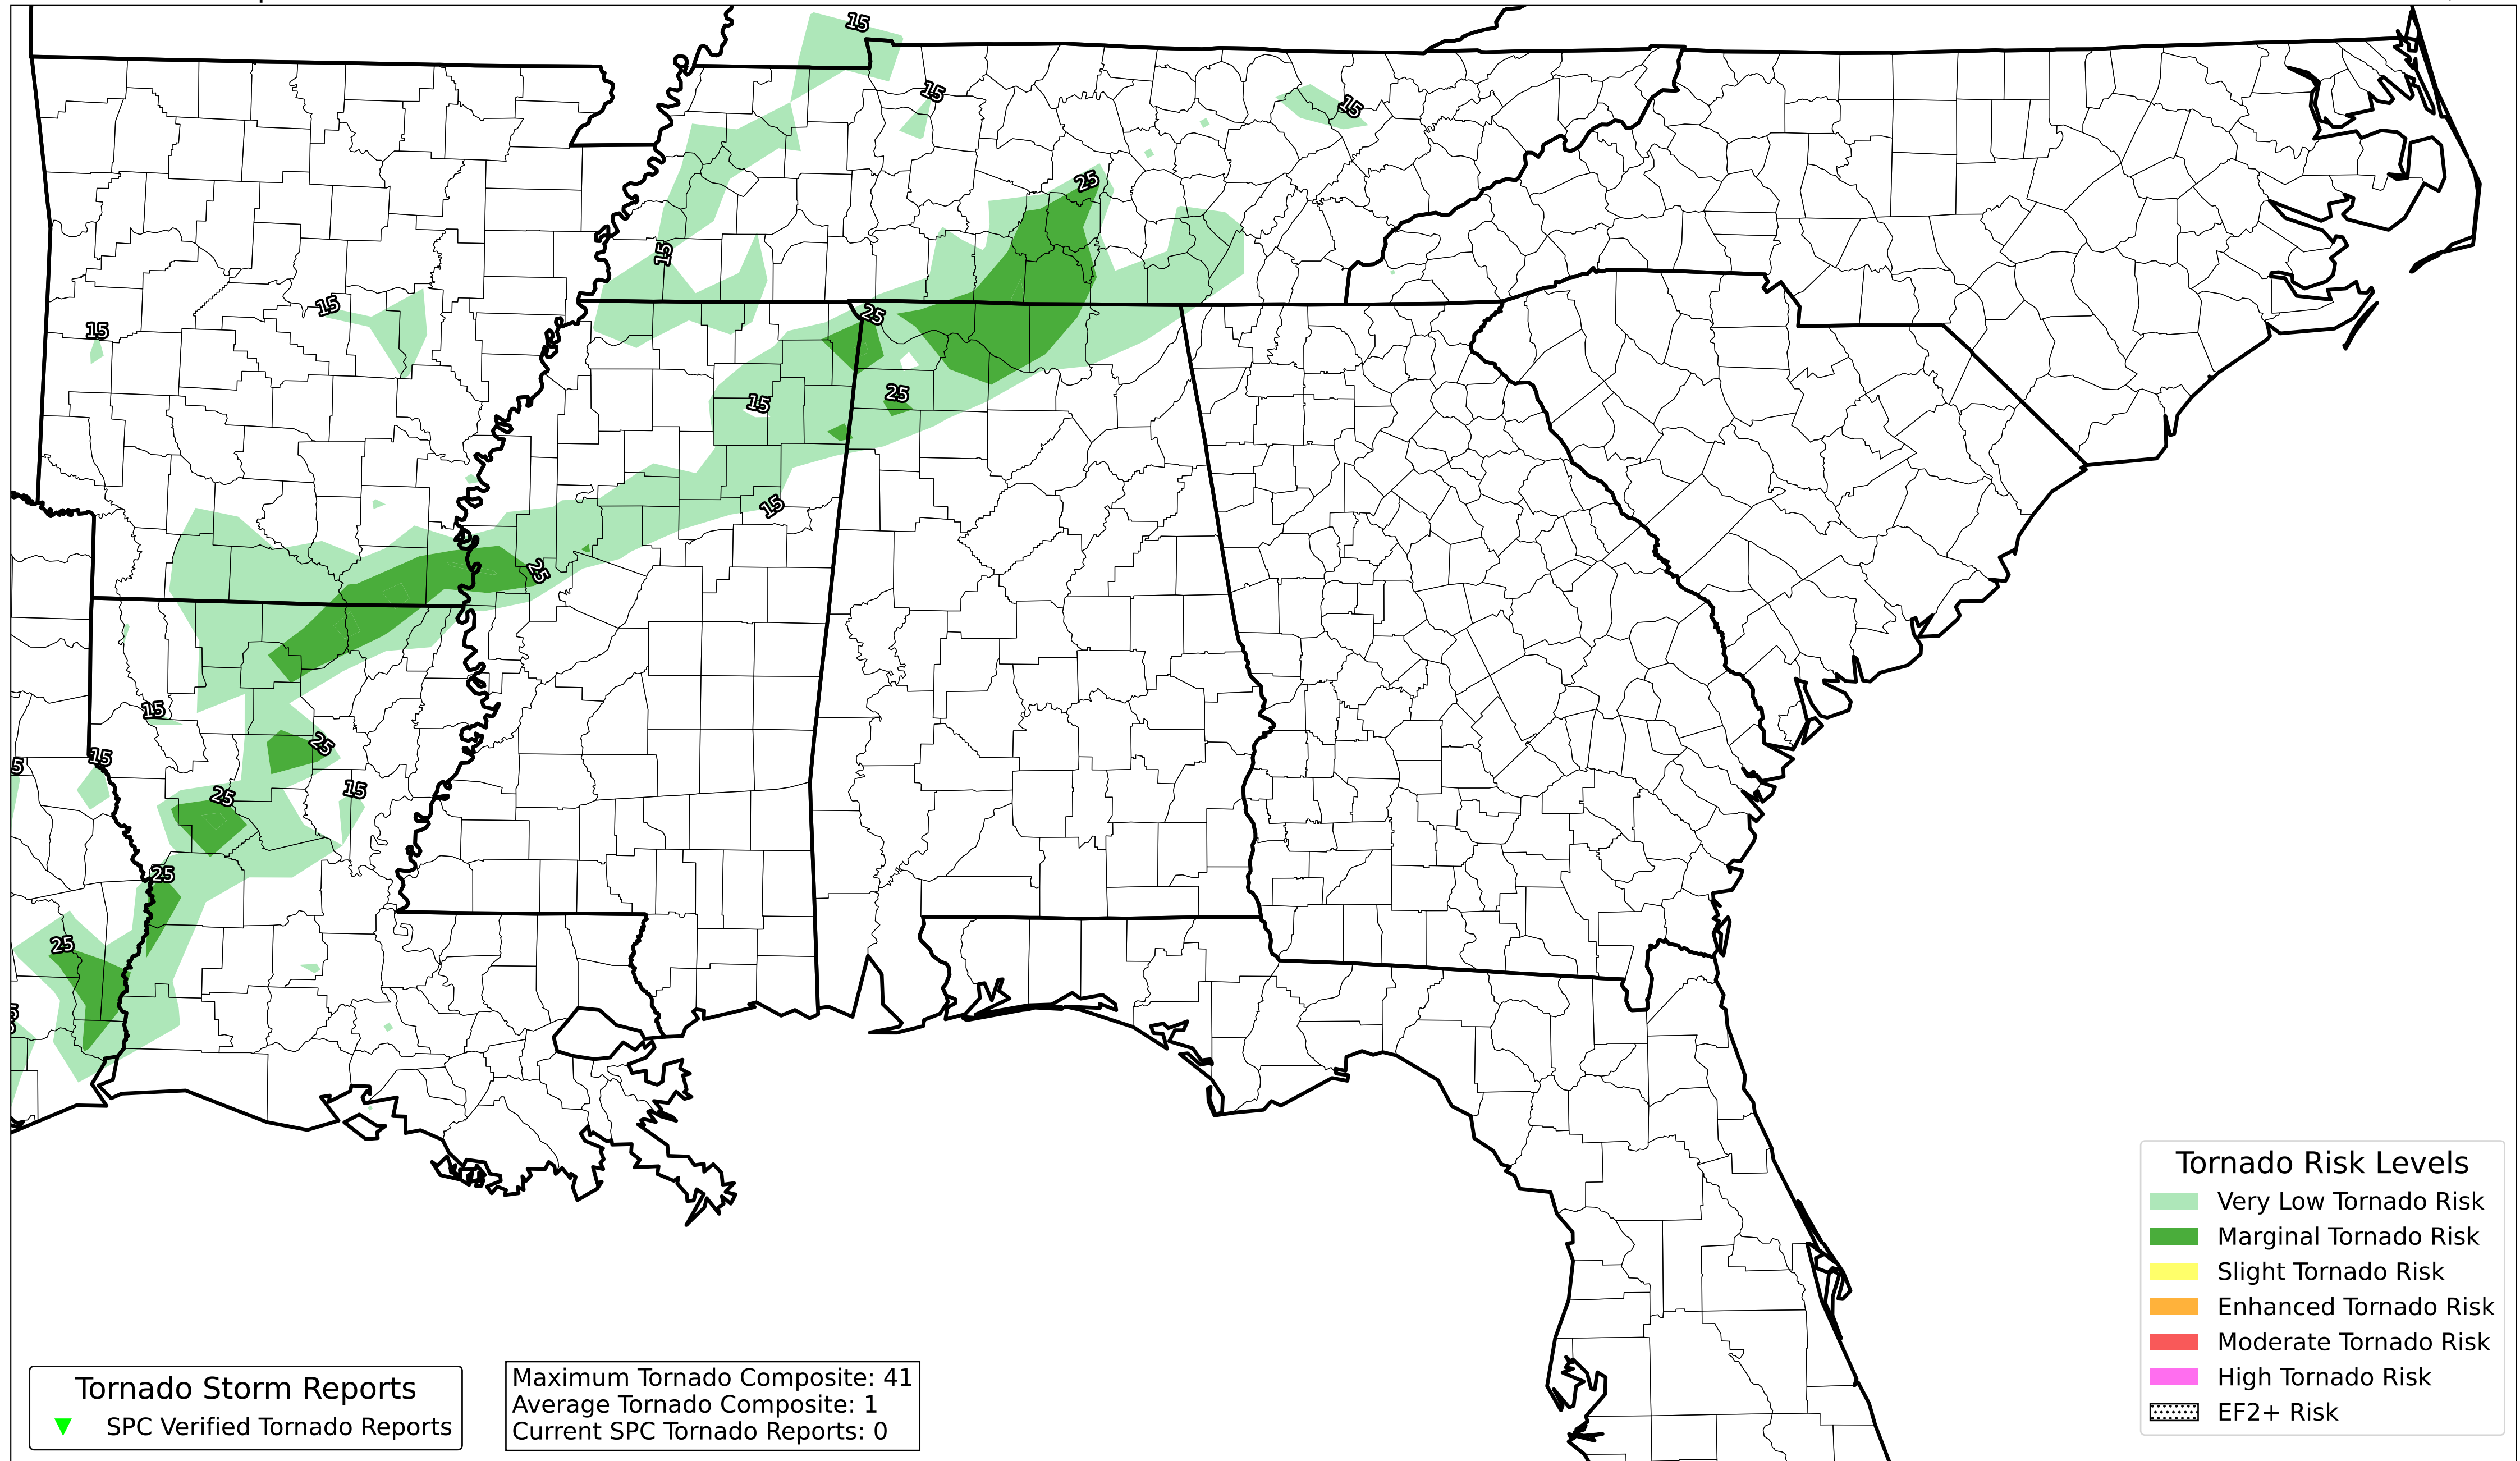 15
15
15
25
15
15
15
25
25
15
15
25
15
25
15
5
25
15
25
25
5
Tornado Risk Levels
Very Low Tornado Risk
Marginal Tornado Risk
Slight Tornado Risk
Enhanced Tornado Risk
Moderate Tornado Risk
High Tornado Risk
EF2+ Risk
Tornado Storm Reports
SPC Verified Tornado Reports
Maximum Tornado Composite: 41
Average Tornado Composite: 1
Current SPC Tornado Reports: 0